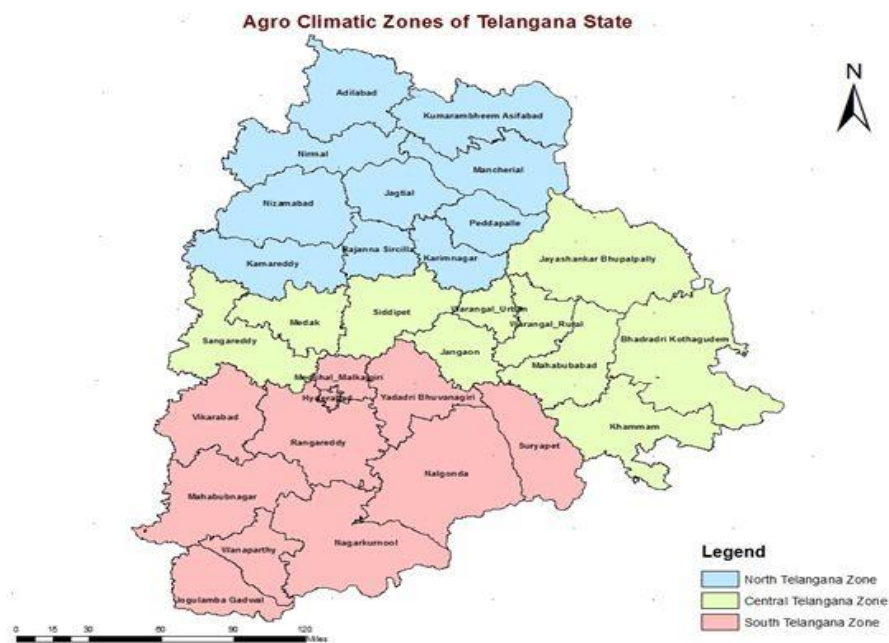 Agro Climatic Zones of Telangana State
N
Adilabad
Kumarambheem Asifabad
Nirmal
Mancherial
Jagtial
Nizamabad
Peddapalle
Rajanna Sircilla
Karimnagar
Kamareddy
Jayashankar Bhupalpally
Siddipet
Warangal_Urban
Medak
Warangal_Rural
Sangareddy
Jangaon
Bhadradri Kothagudem
Mahabubabad
Medchal_Malkajgiri
Hyderabad
Yadadri Bhuvanagiri
Vikarabad
Khammam
Rangareddy
Suryapet
Nalgonda
Mahabubnagar
Nagarkurnool
Wanaparthy
Jogulamba Gadwal
Legend
North Telangana Zone
Central Telangana Zone
South Telangana Zone
0 15 30 60 90 120
Miles